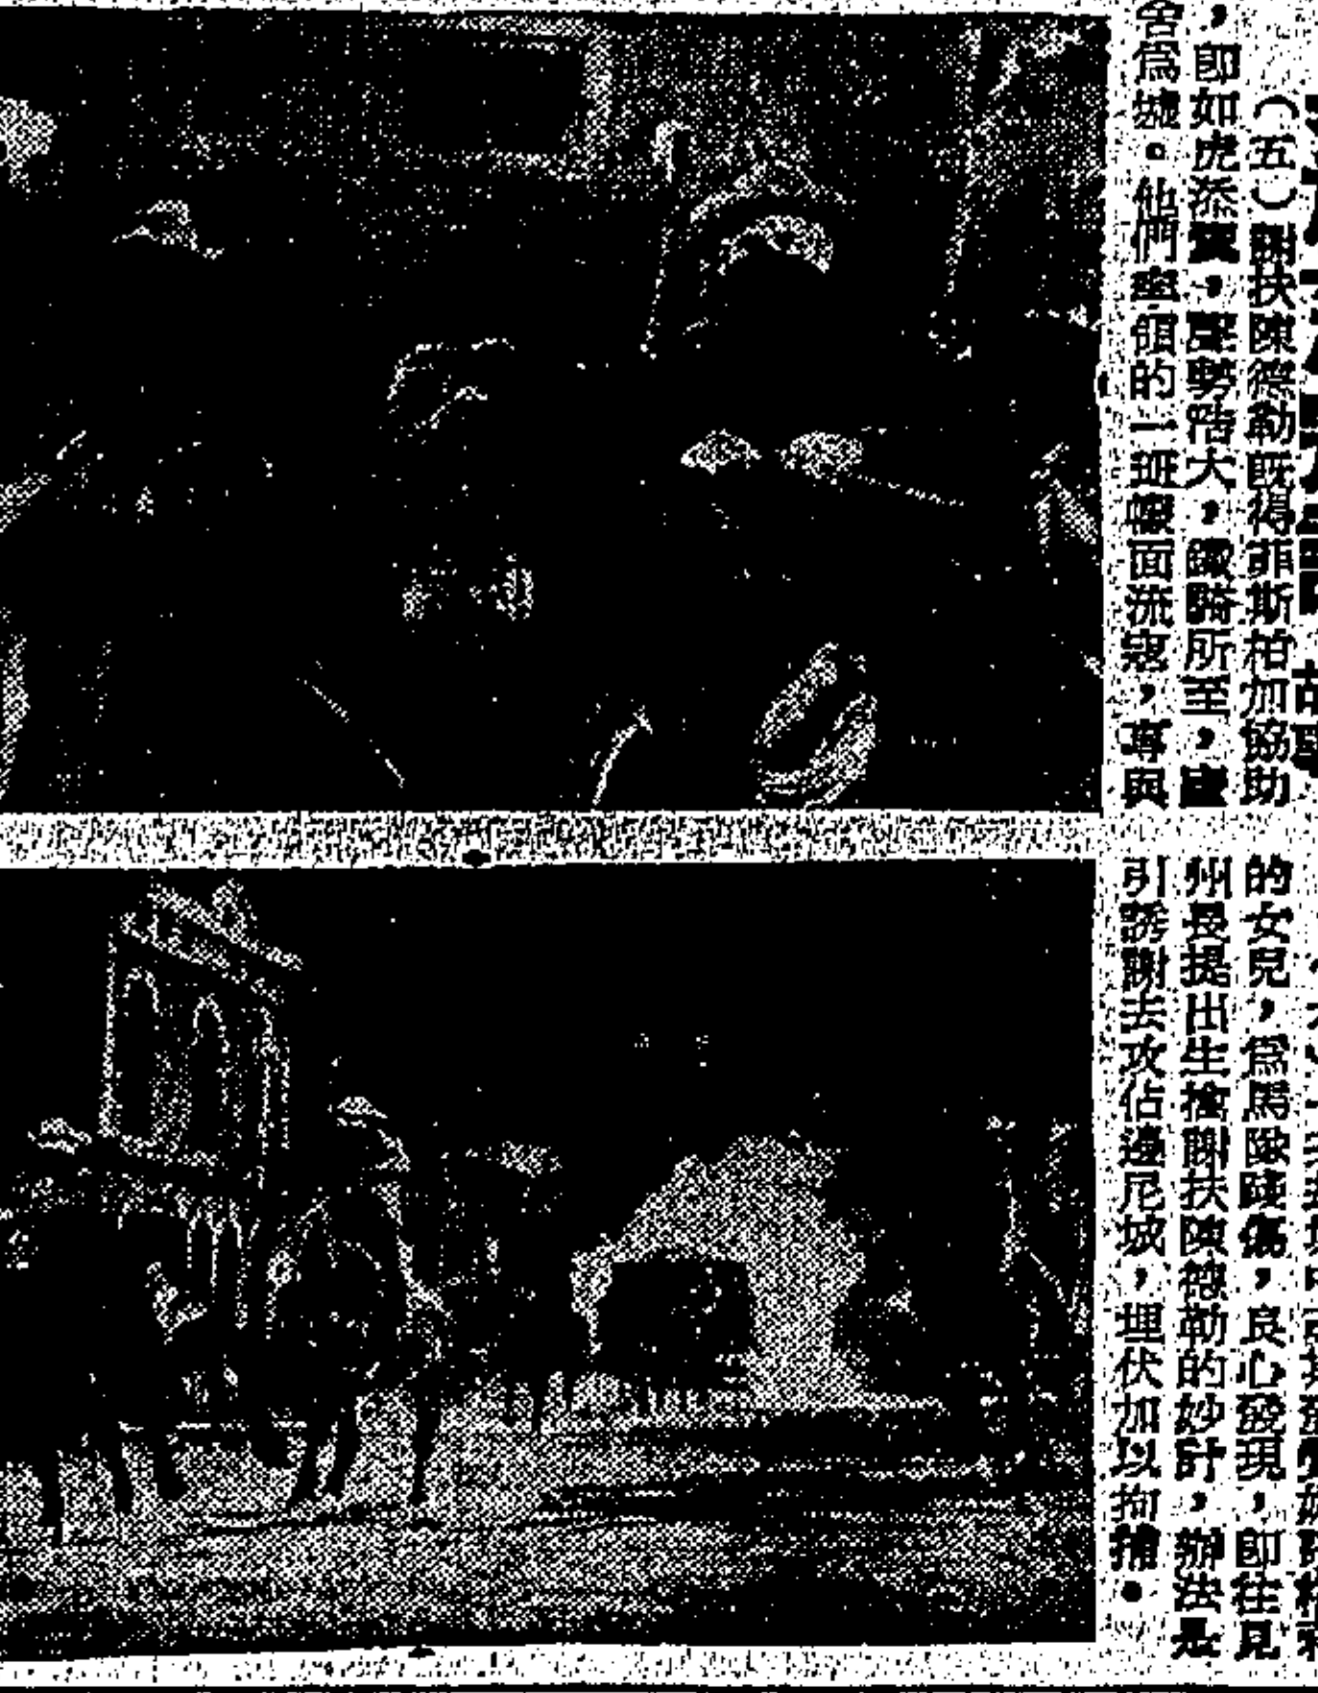 (五)謝扶陳德勒既得菲斯柏加協助
,即如虎添翼,聲勢浩大,鐵騎所至,廬
舍爲墟。他們率領的一班幪面流寇,專與
的女兒,爲馬隊踐傷,良心發現,即往見
州長提出生擒謝扶陳德勒的妙計,辦法是
引誘謝去攻佔邊尼城,埋伏加以拘捕。